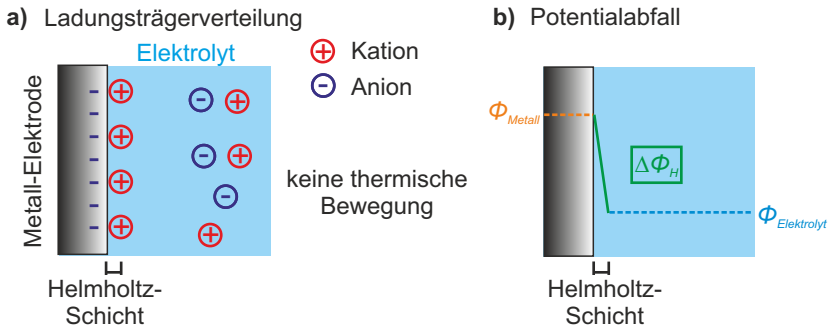 a) Ladungsträgerverteilung
Elektrolyt
Kation
Anion
Metall-Elektrode
keine thermische
Bewegung
Helmholtz-
Schicht
b) Potentialabfall
Φ_Metall
ΔΦ_H
Φ_Elektrolyt
Helmholtz-
Schicht